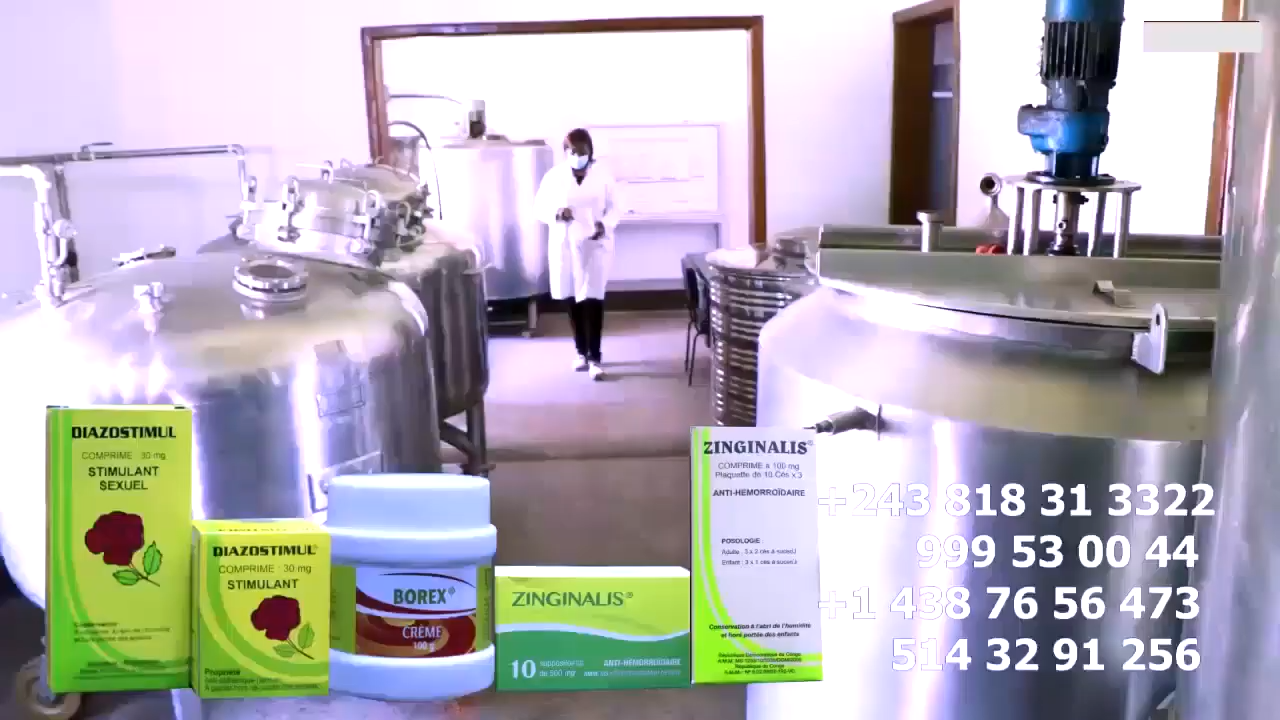 DIAZOSTIMUL
COMPRIME : 30 mg
STIMULANT
SEXUEL
DIAZOSTIMUL
COMPRIME : 30 mg
STIMULANT
BOREX®
CRÈME
100 g
ZINGINALIS®
10
ANTI-HEMORROÏDAIRE
ZINGINALIS®
COMPRIME à 100 mg
Plaquette de 10 Cés x 3
ANTI-HEMORROÏDAIRE
POSOLOGIE :
Conservation à l'abri de l'humidité
et hors portée des enfants
+243 818 31 3322
999 53 00 44
+1 438 76 56 473
514 32 91 256